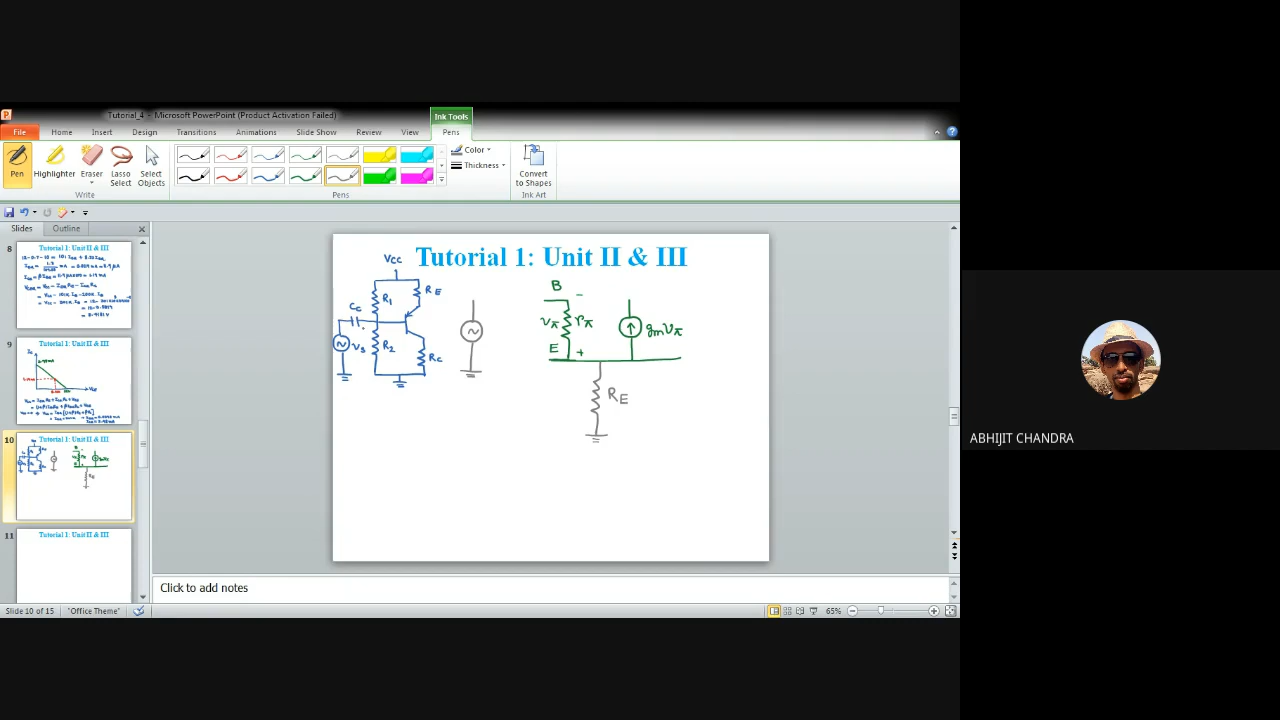 Tutorial_4 - Microsoft PowerPoint (Product Activation Failed)
Ink Tools
File Home Insert Design Transitions Animations Slide Show Review View Pens
Pen Highlighter Eraser Lasso Select Select Objects
Color
Thickness
Convert to Shapes
Write Pens Ink Art
Slides Outline
8
Tutorial 1: Unit II & III
9
Tutorial 1: Unit II & III
10
Tutorial 1: Unit II & III
11
Tutorial 1: Unit II & III
Tutorial 1: Unit II & III
VCC
R1
RE
CC
VS
R2
RC
B
-
vπ rπ
gmvπ
E +
RE
ABHIJIT CHANDRA
Click to add notes
Slide 10 of 15 "Office Theme" 65%